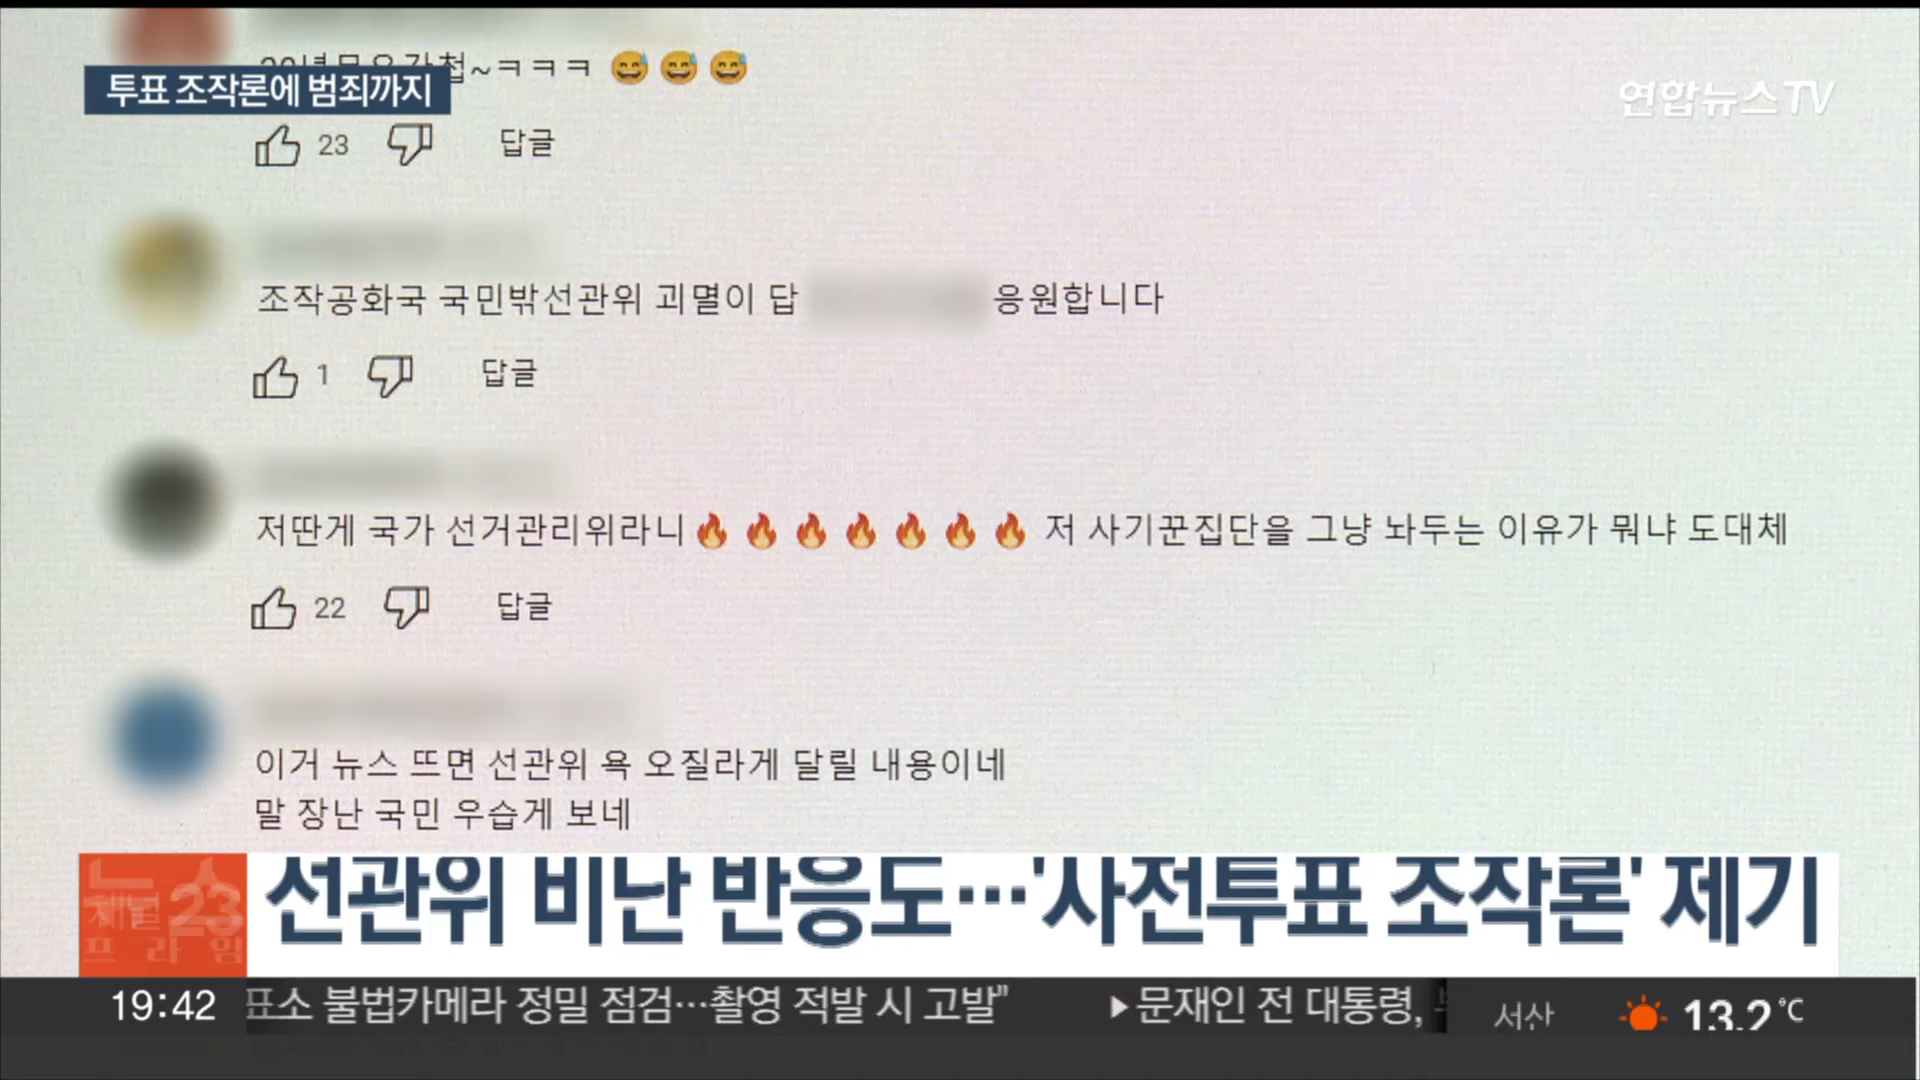 첩~ㅋㅋㅋ 😅 😅 😅
투표 조작론에 범죄까지
연합뉴스TV
23 답글
조작공화국 국민밖선관위 괴멸이 답 응원합니다
1 답글
저딴게 국가 선거관리위라니🔥🔥🔥🔥🔥🔥🔥 저 사기꾼집단을 그냥 놔두는 이유가 뭐냐 도대체
22 답글
이거 뉴스 뜨면 선관위 욕 오질라게 달릴 내용이네
말 장난 국민 우습게 보네
채널 23
선관위 비난 반응도…'사전투표 조작론' 제기
프라임
19:42 표소 불법카메라 정밀 점검…촬영 적발 시 고발” ▶문재인 전 대통령, 서산 13.2℃